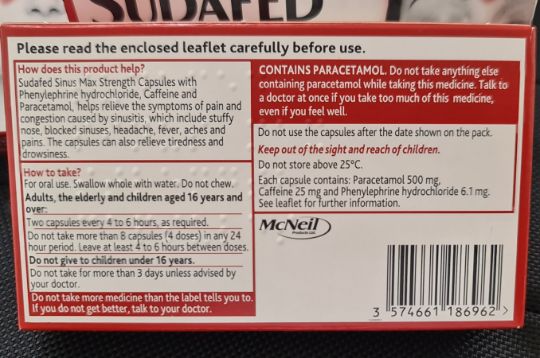 SUDAFED
Please read the enclosed leaflet carefully before use.
How does this product help?
Sudafed Sinus Max Strength Capsules with
Phenylephrine hydrochloride, Caffeine and
Paracetamol, helps relieve the symptoms of pain and
congestion caused by sinusitis, which include stuffy
nose, blocked sinuses, headache, fever, aches and
pains. The capsules can also relieve tiredness and
drowsiness.
How to take?
For oral use. Swallow whole with water. Do not chew.
Adults, the elderly and children aged 16 years and
over:
Two capsules every 4 to 6 hours, as required.
Do not take more than 8 capsules (4 doses) in any 24
hour period. Leave at least 4 to 6 hours between doses.
Do not give to children under 16 years.
Do not take for more than 3 days unless advised by
your doctor.
Do not take more medicine than the label tells you to.
If you do not get better, talk to your doctor.
CONTAINS PARACETAMOL. Do not take anything else
containing paracetamol while taking this medicine. Talk to
a doctor at once if you take too much of this medicine,
even if you feel well.
Do not use the capsules after the date shown on the pack.
Keep out of the sight and reach of children.
Do not store above 25°C.
Each capsule contains: Paracetamol 500 mg,
Caffeine 25 mg and Phenylephrine hydrochloride 6.1 mg.
See leaflet for further information.
McNeil
Products Ltd.
3 574661 186962 >